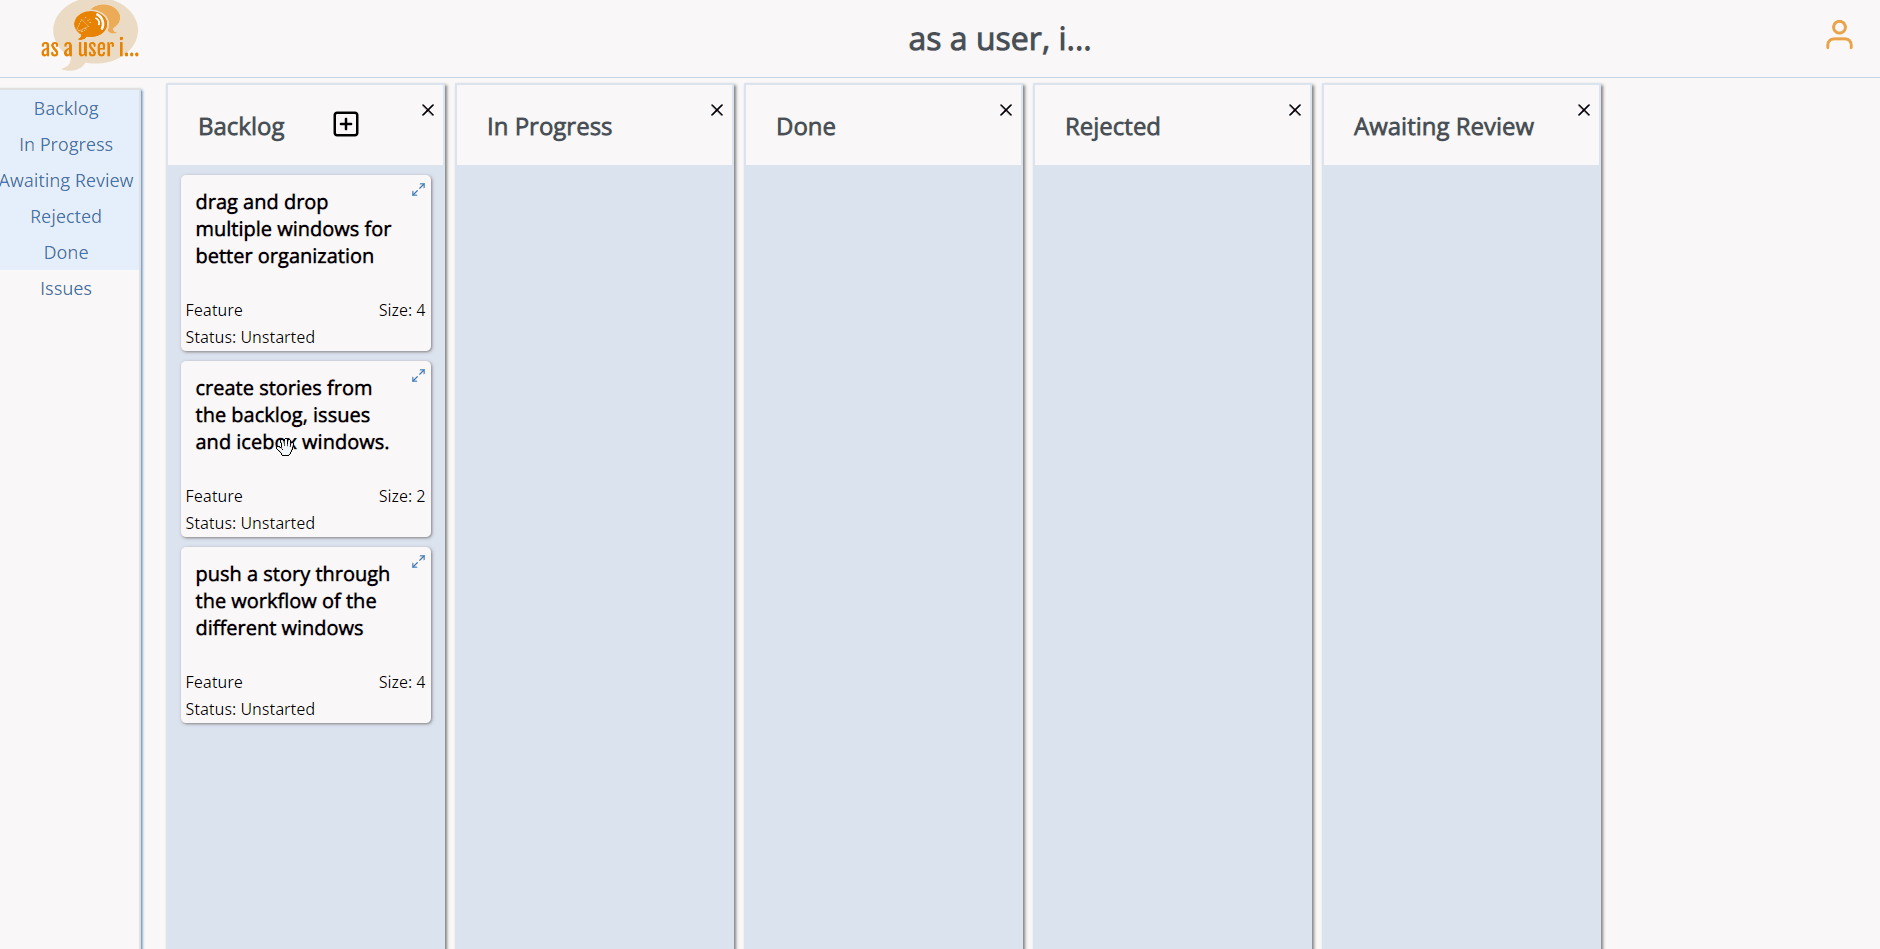 as a user i...
as a user, i...
Backlog
In Progress
Awaiting Review
Rejected
Done
Issues
Backlog
drag and drop
multiple windows for
better organization
Feature Size: 4
Status: Unstarted
create stories from
the backlog, issues
and icebox windows.
Feature Size: 2
Status: Unstarted
push a story through
the workflow of the
different windows
Feature Size: 4
Status: Unstarted
In Progress
Done
Rejected
Awaiting Review